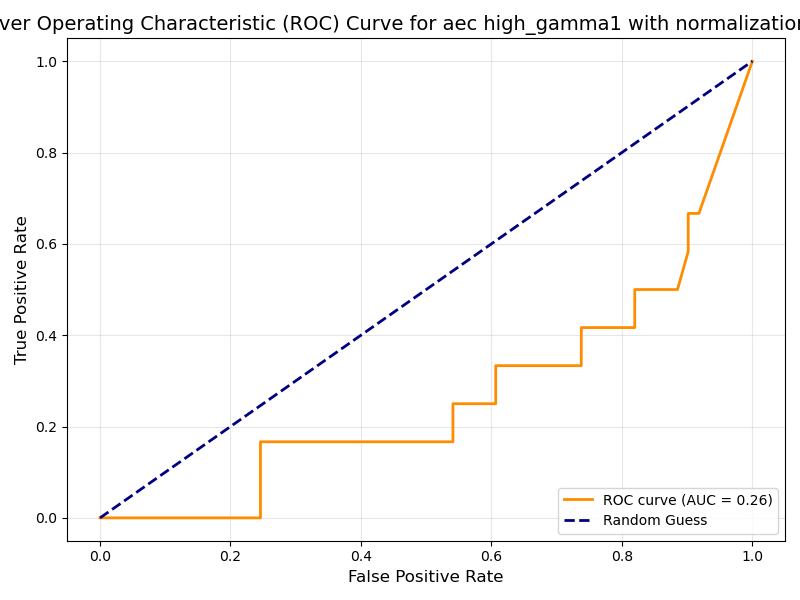 ver Operating Characteristic (ROC) Curve for aec high_gamma1 with normalization
1.0
0.8
0.6
0.4
0.2
0.0
True Positive Rate
ROC curve (AUC = 0.26)
Random Guess
0.0 0.2 0.4 0.6 0.8 1.0
False Positive Rate